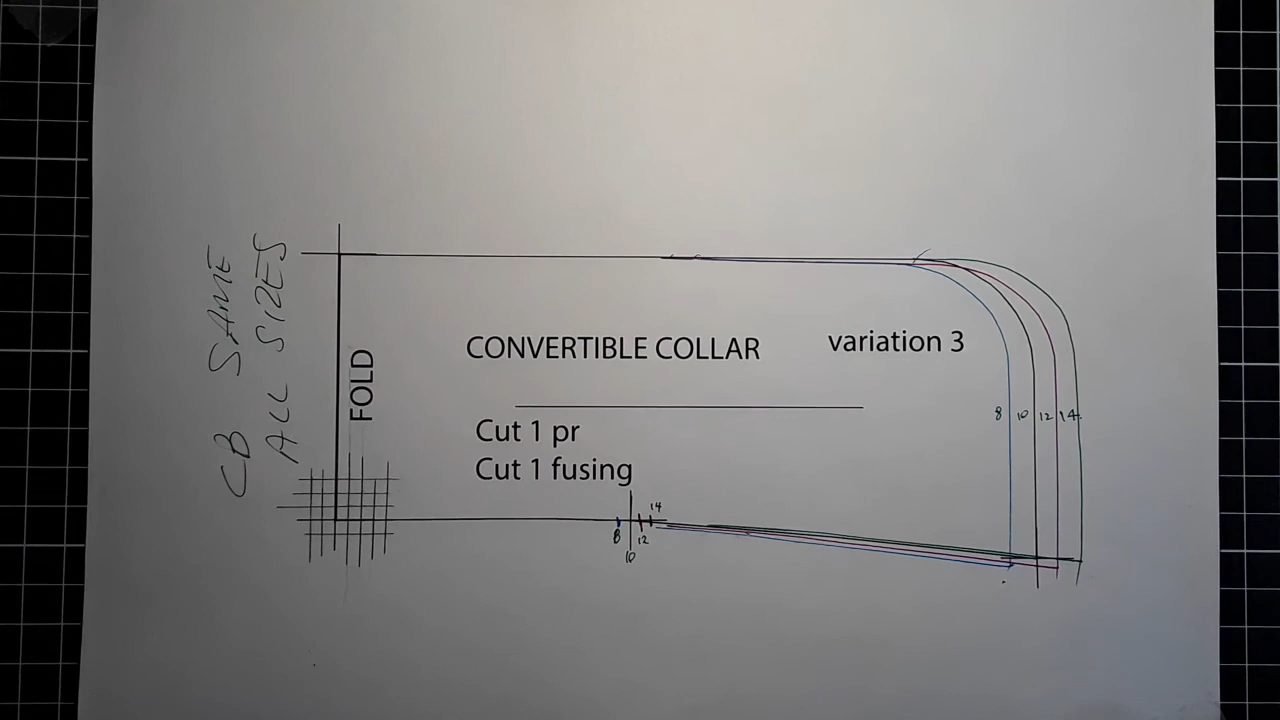 CB SAME
ALL SIZES
FOLD
CONVERTIBLE COLLAR
variation 3
Cut 1 pr
Cut 1 fusing
8 10 12 14
14
8 12
10